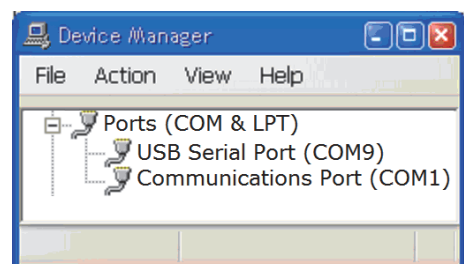 Device Manager
File Action View Help
Ports (COM & LPT)
USB Serial Port (COM9)
Communications Port (COM1)